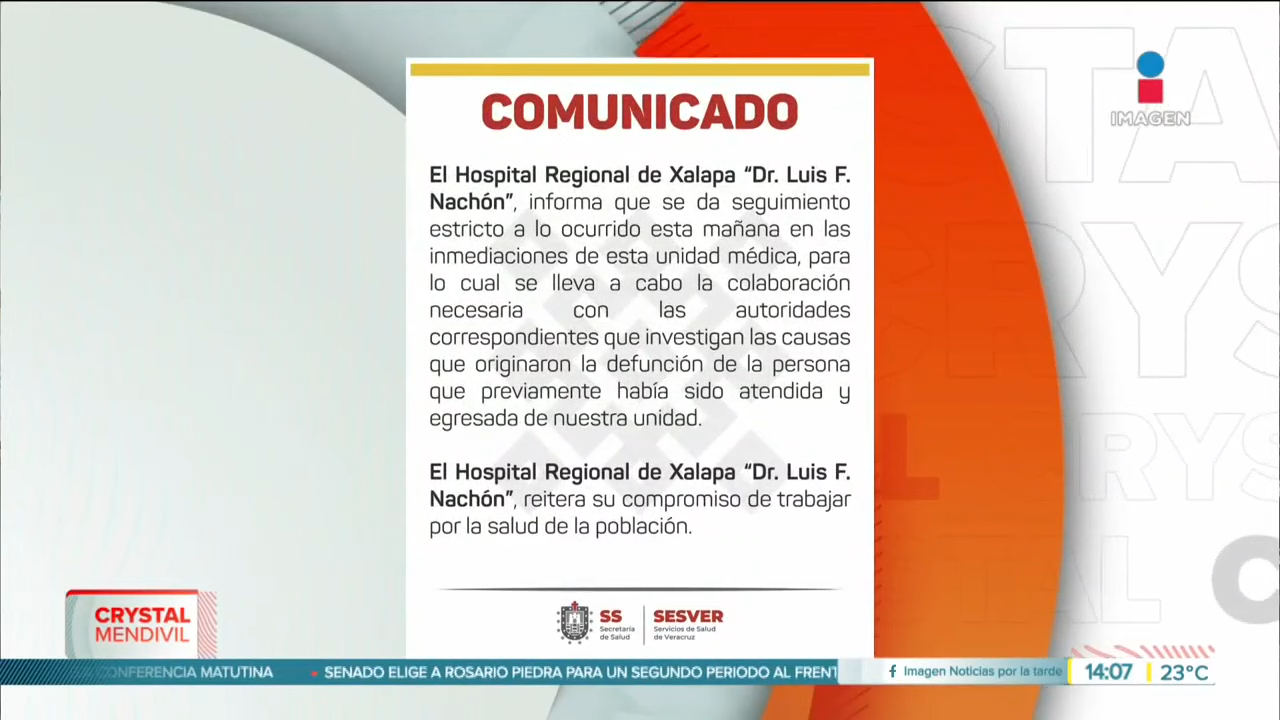 COMUNICADO
El Hospital Regional de Xalapa “Dr. Luis F.
Nachón”, informa que se da seguimiento
estricto a lo ocurrido esta mañana en las
inmediaciones de esta unidad médica, para
lo cual se lleva a cabo la colaboración
necesaria con las autoridades
correspondientes que investigan las causas
que originaron la defunción de la persona
que previamente había sido atendida y
egresada de nuestra unidad.
El Hospital Regional de Xalapa “Dr. Luis F.
Nachón”, reitera su compromiso de trabajar
por la salud de la población.
SS
Secretaría
de Salud
SESVER
Servicios de Salud
de Veracruz
IMAGEN
STA
CRYS
CRYS
TAL
CRYSTAL
MENDIVIL
CONFERENCIA MATUTINA
SENADO ELIGE A ROSARIO PIEDRA PARA UN SEGUNDO PERIODO AL FRENT
Imagen Noticias por la tarde
14:07
23°C